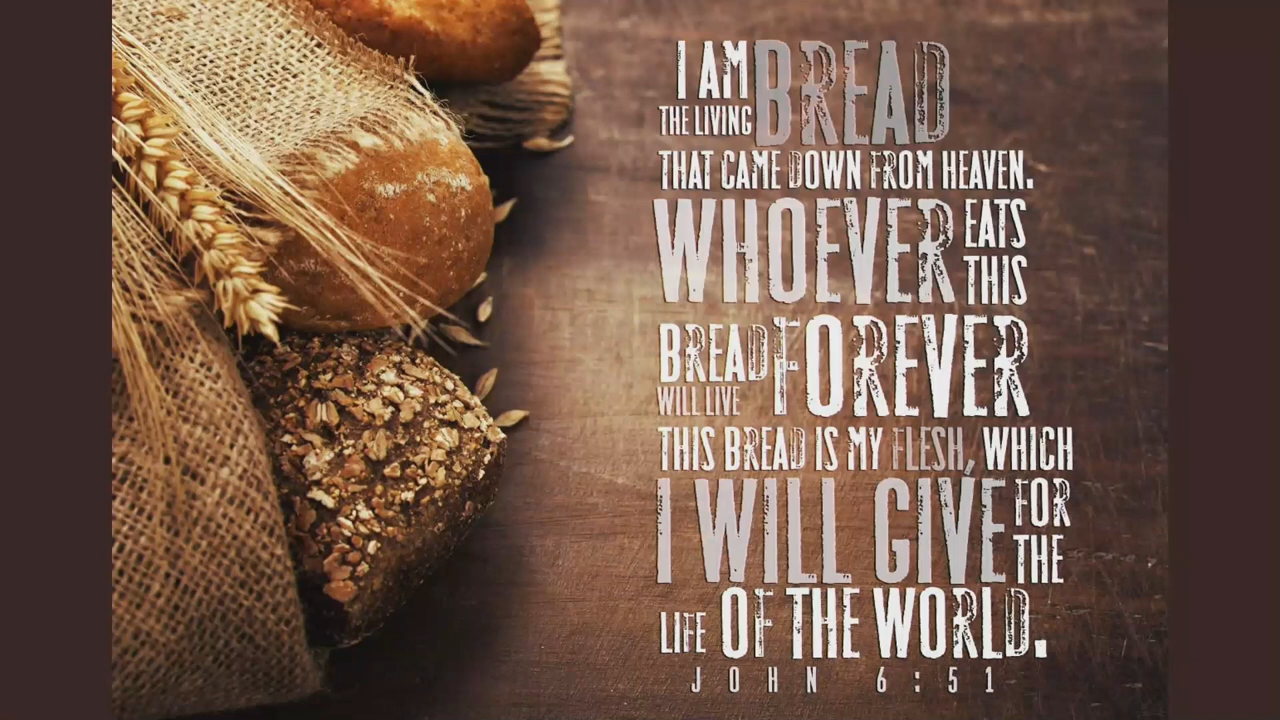 I AM
THE LIVING BREAD
THAT CAME DOWN FROM HEAVEN.
WHOEVER EATS
THIS
BREAD
WILL LIVE FOREVER
THIS BREAD IS MY FLESH, WHICH
I WILL GIVE FOR
THE
LIFE OF THE WORLD.
JOHN 6:51